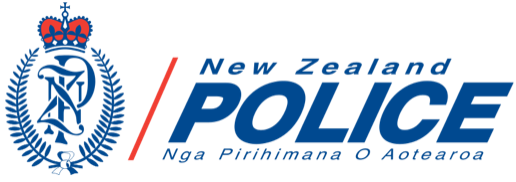 New Zealand
POLICE
Nga Pirihimana O Aotearoa